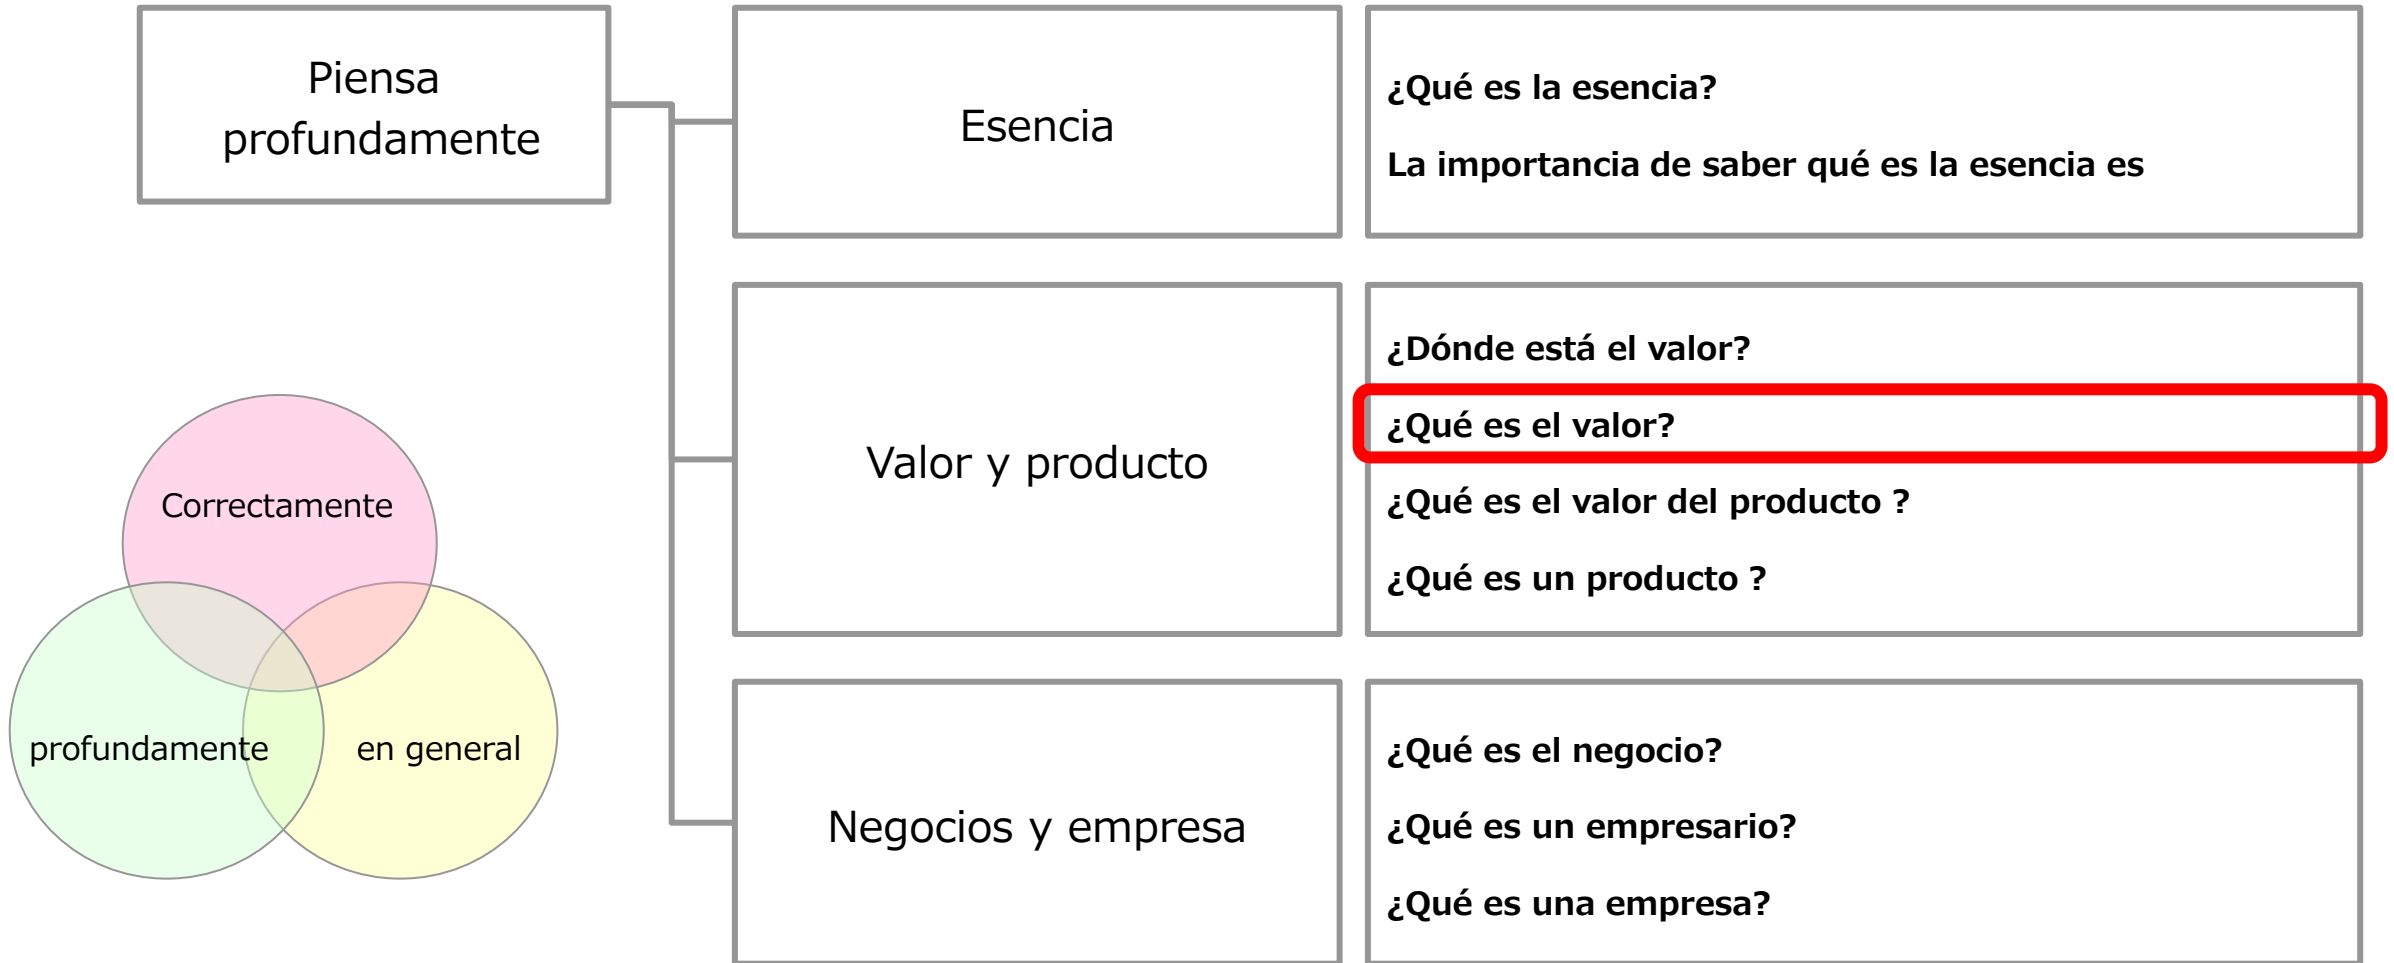 Piensa
profundamente
Esencia
¿Qué es la esencia?
La importancia de saber qué es la esencia es
Valor y producto
¿Dónde está el valor?
¿Qué es el valor?
¿Qué es el valor del producto ?
¿Qué es un producto ?
Negocios y empresa
¿Qué es el negocio?
¿Qué es un empresario?
¿Qué es una empresa?
Correctamente
profundamente
en general